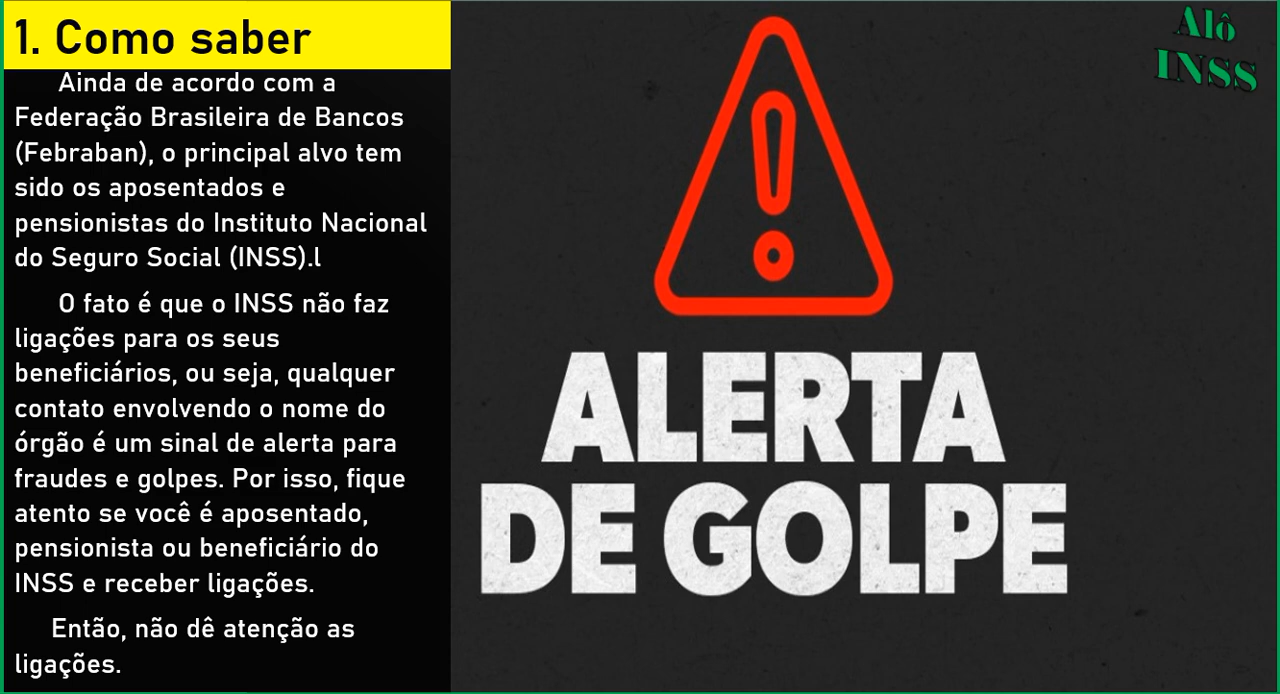 1. Como saber
Ainda de acordo com a
Federação Brasileira de Bancos
(Febraban), o principal alvo tem
sido os aposentados e
pensionistas do Instituto Nacional
do Seguro Social (INSS).l
O fato é que o INSS não faz
ligações para os seus
beneficiários, ou seja, qualquer
contato envolvendo o nome do
órgão é um sinal de alerta para
fraudes e golpes. Por isso, fique
atento se você é aposentado,
pensionista ou beneficiário do
INSS e receber ligações.
Então, não dê atenção as
ligações.
ALERTA
DE GOLPE
Alô
INSS